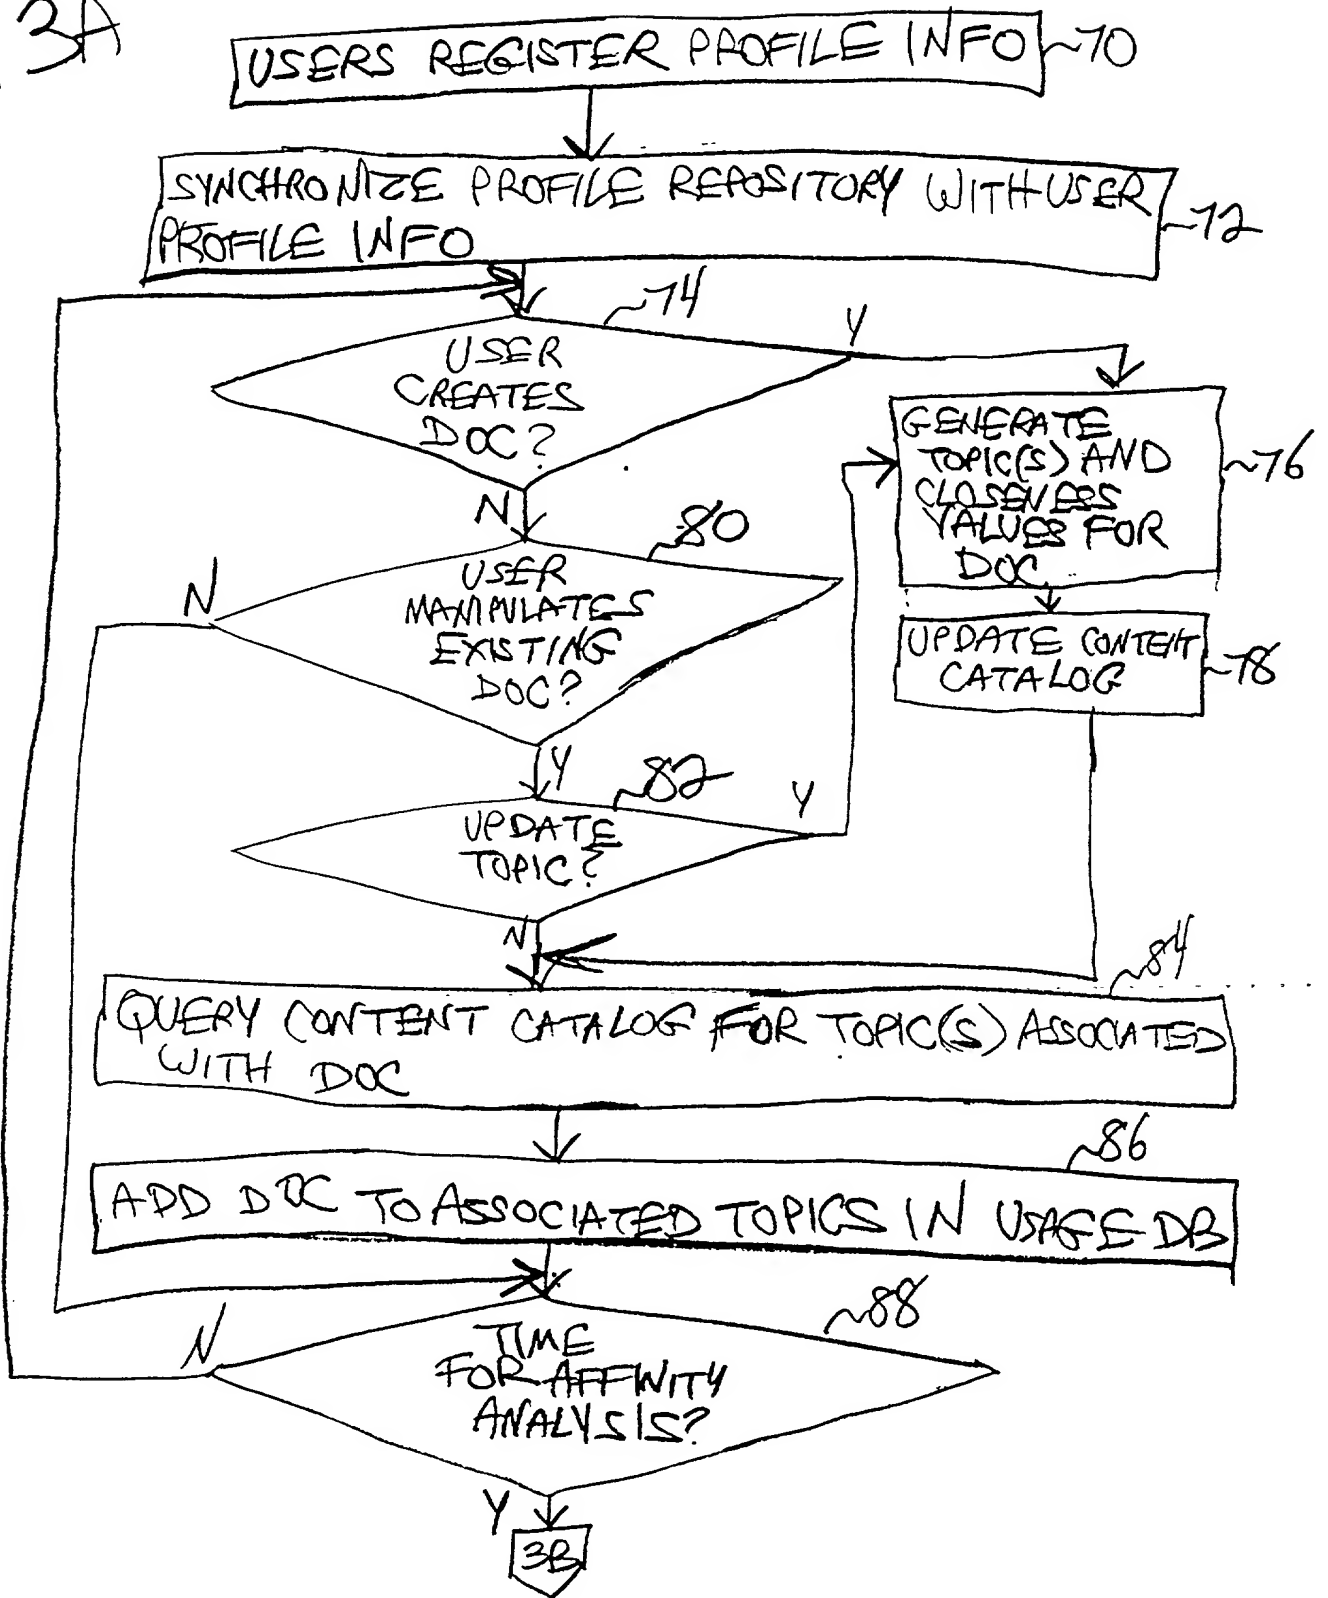 3A
USERS REGISTER PROFILE INFO
~70
SYNCHRONIZE PROFILE REPOSITORY WITH USER
PROFILE INFO
~72
~74
USER
CREATES
DOC?
Y
N
GENERATE
TOPIC(S) AND
CLOSENESS
VALUES FOR
DOC
~76
~80
USER
MANIPULATES
EXISTING
DOC?
N
Y
UPDATE CONTENT
CATALOG
~78
~82
UPDATE
TOPIC?
Y
N
~84
QUERY CONTENT CATALOG FOR TOPIC(S) ASSOCIATED
WITH DOC
~86
ADD DOC TO ASSOCIATED TOPICS IN USAGE DB
~88
TIME
FOR AFFINITY
ANALYSIS?
N
Y
3B